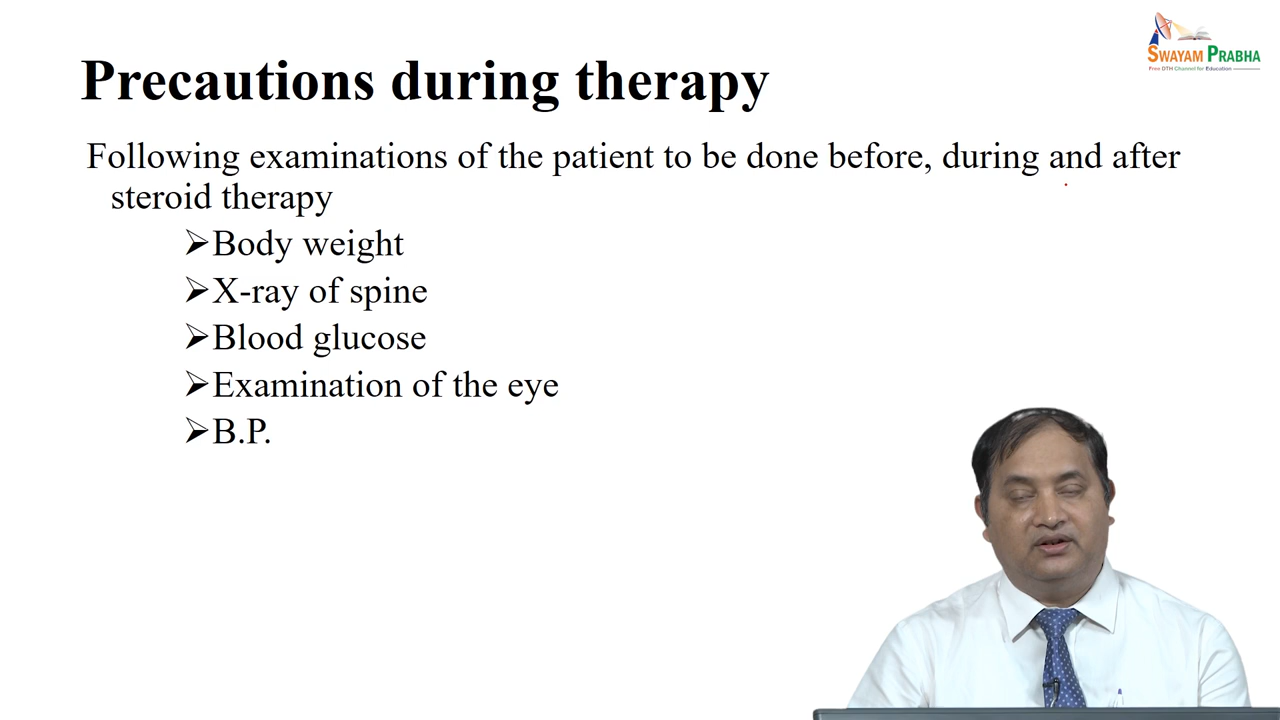 SWAYAM PRABHA
Free DTH Channel for Education
Precautions during therapy
Following examinations of the patient to be done before, during and after
steroid therapy
➢Body weight
➢X-ray of spine
➢Blood glucose
➢Examination of the eye
➢B.P.